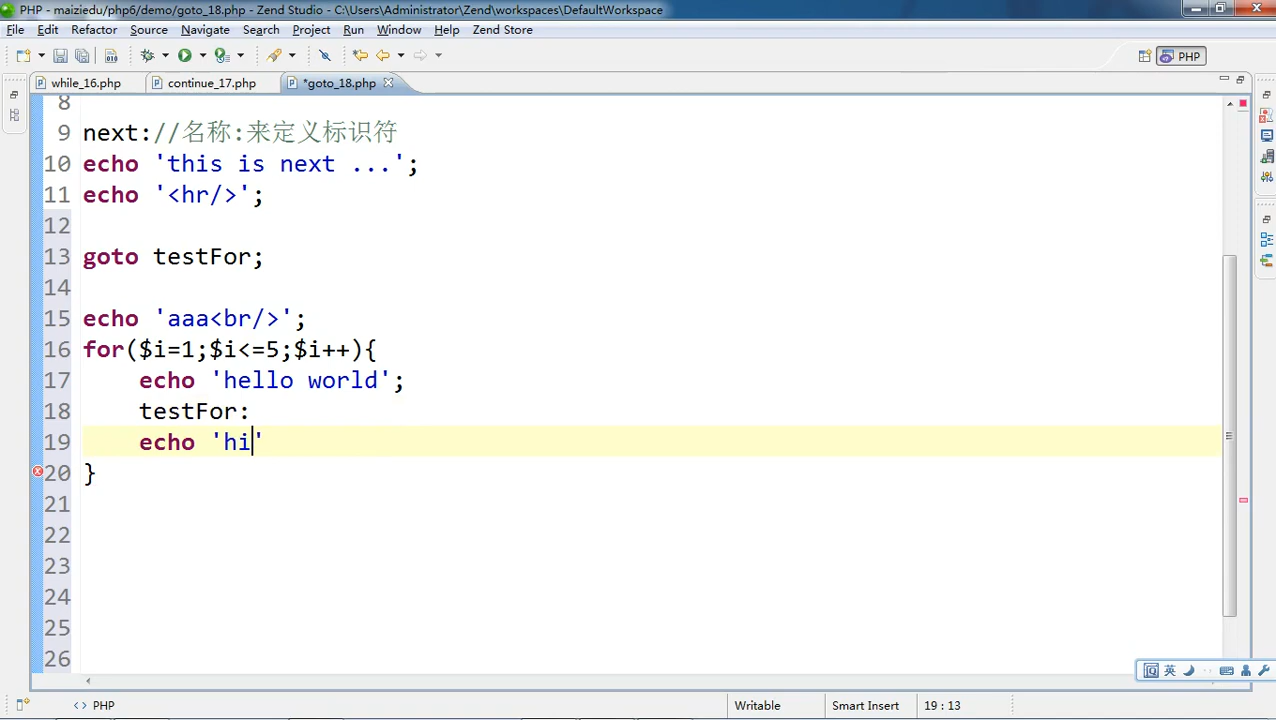 PHP - maiziedu/php6/demo/goto_18.php - Zend Studio - C:\Users\Administrator\Zend\workspaces\DefaultWorkspace
File Edit Refactor Source Navigate Search Project Run Window Help Zend Store
PHP
while_16.php continue_17.php *goto_18.php
8
9 next://名称:来定义标识符
10 echo 'this is next ...';
11 echo '<hr/>';
12
13 goto testFor;
14
15 echo 'aaa<br/>';
16 for($i=1;$i<=5;$i++){
17 echo 'hello world';
18 testFor:
19 echo 'hi'
20 }
21
22
23
24
25
26
英
PHP Writable Smart Insert 19 : 13